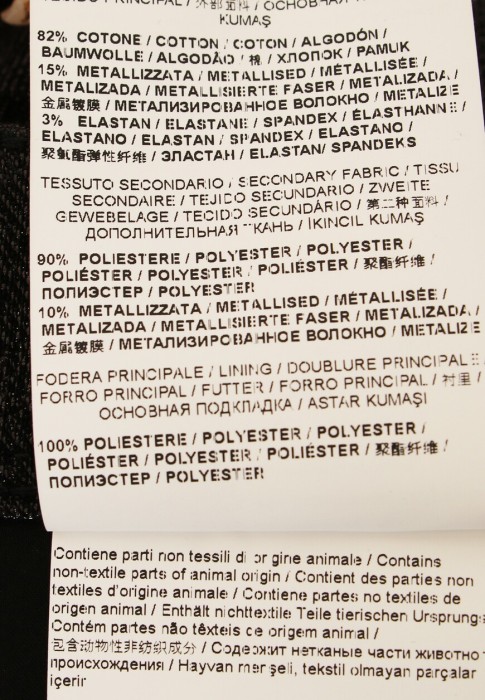 TESSUTO PRINCIPALE / 外部面料 / ОСНОВНАЯ
KUMAŞ
82% COTONE / COTTON / COTON / ALGODÓN /
BAUMWOLLE / ALGODÃO / 棉 / ХЛОПОК / PAMUK
15% METALLIZZATA / METALLISED / MÉTALLISÉE /
METALIZADA / METALLISIERTE FASER / METALIZADA /
金属镀膜 / МЕТАЛИЗИРОВАННОЕ ВОЛОКНО / METALIZE
3% ELASTAN / ELASTANE / SPANDEX / ÉLASTHANNE /
ELASTANO / ELASTAN / SPANDEX / ELASTANO /
聚氨酯弹性纤维 / ЭЛАСТАН / ELASTAN/ SPANDEKS
TESSUTO SECONDARIO / SECONDARY FABRIC / TISSU
SECONDAIRE / TEJIDO SECUNDARIO / ZWEITE
GEWEBELAGE / TECIDO SECUNDÁRIO / 第二种面料 /
ДОПОЛНИТЕЛЬНАЯ ТКАНЬ / İKINCIL KUMAŞ
90% POLIESTERE / POLYESTER / POLYESTER /
POLIÉSTER / POLYESTER / POLIÉSTER / 聚酯纤维 /
ПОЛИЭСТЕР / POLYESTER
10% METALLIZZATA / METALLISED / MÉTALLISÉE /
METALIZADA / METALLISIERTE FASER / METALIZADA /
金属镀膜 / МЕТАЛИЗИРОВАННОЕ ВОЛОКНО / METALIZE
FODERA PRINCIPALE / LINING / DOUBLURE PRINCIPALE /
FORRO PRINCIPAL / FUTTER / FORRO PRINCIPAL / 衬里 /
ОСНОВНАЯ ПОДКЛАДКА / ASTAR KUMAŞI
100% POLIESTERE / POLYESTER / POLYESTER /
POLIÉSTER / POLYESTER / POLIÉSTER / 聚酯纤维 /
ПОЛИЭСТЕР / POLYESTER
Contiene parti non tessili di origine animale / Contains
non-textile parts of animal origin / Contient des parties non
textiles d'origine animale / Contiene partes no textiles de
origen animal / Enthält nichttextile Teile tierischen Ursprungs
Contém partes não têxteis de origem animal /
包含动物性非纺织成分 / Содержит нетканые части животно
происхождения / Hayvan menşeli, tekstil olmayan parçalar
içerir